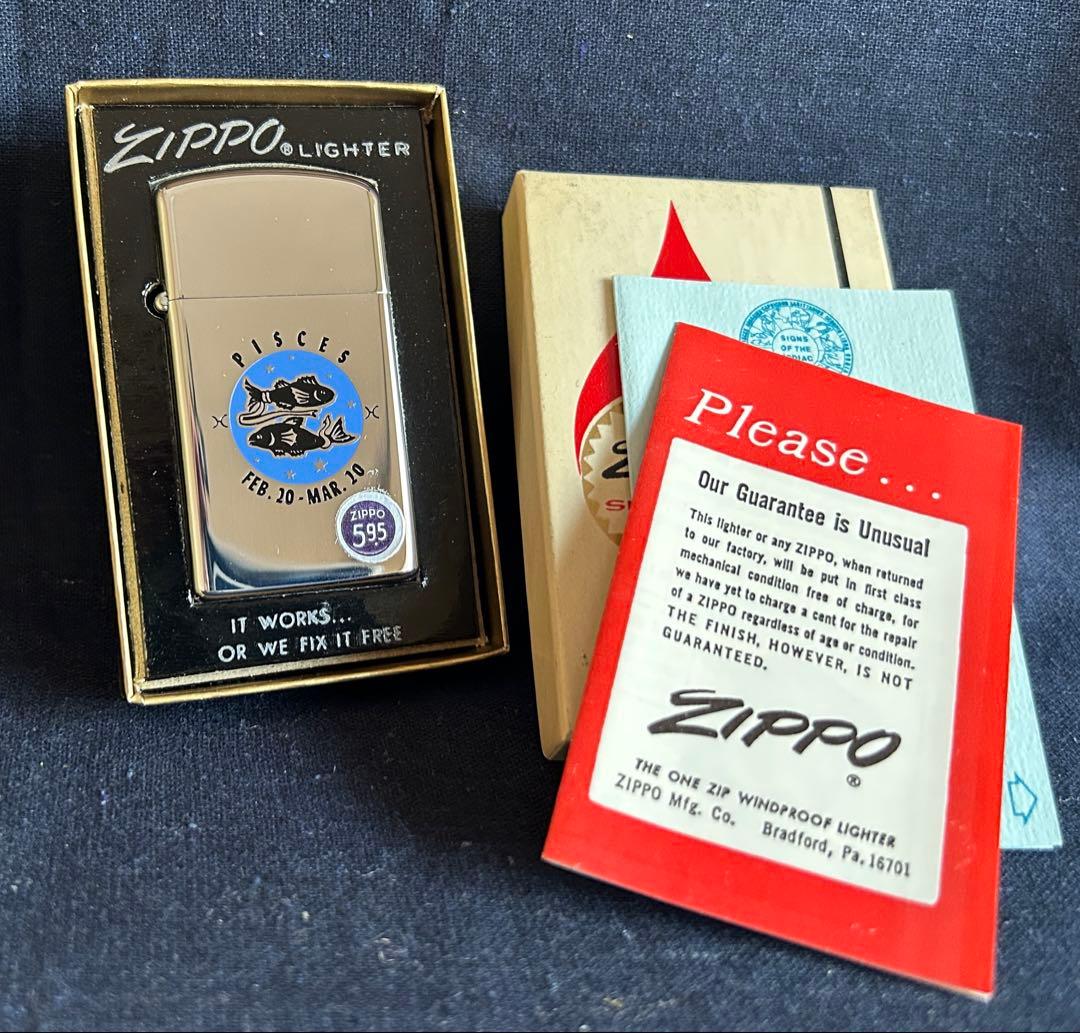 ZIPPO® LIGHTER
PISCES
♓ ♓
FEB. 20 - MAR. 20
ZIPPO
5.95
IT WORKS...
OR WE FIX IT FREE
SIGNS
OF THE
ZODIAC
Please...
Our Guarantee is Unusual
This lighter or any ZIPPO, when returned
to our factory, will be put in first class
mechanical condition free of charge, for
we have yet to charge a cent for the repair
of a ZIPPO regardless of age or condition.
THE FINISH, HOWEVER, IS NOT
GUARANTEED.
ZIPPO
®
THE ONE ZIP WINDPROOF LIGHTER
ZIPPO Mfg. Co. Bradford, Pa. 16701